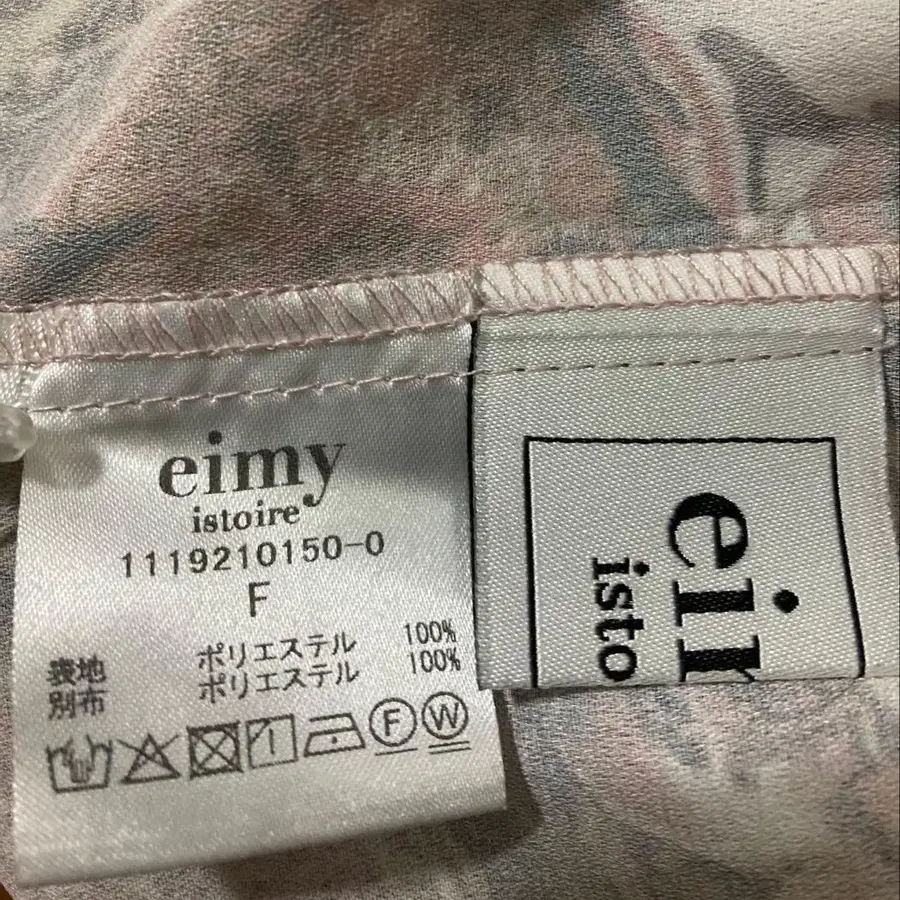 eimy
istoire
1119210150-0
F
表地 ポリエステル 100%
別布 ポリエステル 100%
F W
eim
isto